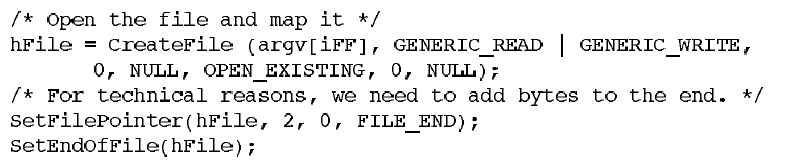 /* Open the file and map it */
hFile = CreateFile (argv[iFF], GENERIC_READ | GENERIC_WRITE,
0, NULL, OPEN_EXISTING, 0, NULL);
/* For technical reasons, we need to add bytes to the end. */
SetFilePointer(hFile, 2, 0, FILE_END);
SetEndOfFile(hFile);